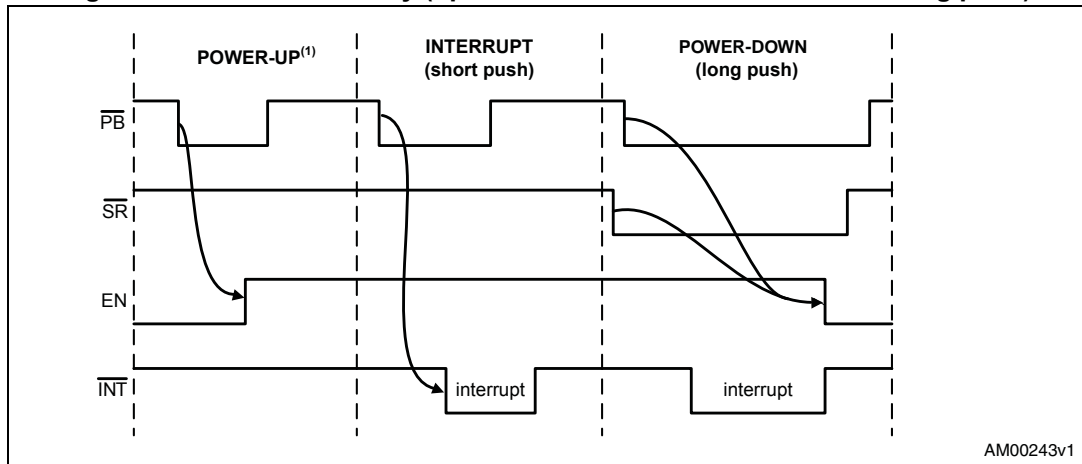 POWER-UP(1)
INTERRUPT
(short push)
POWER-DOWN
(long push)
PB
SR
EN
INT
interrupt
interrupt
AM00243v1